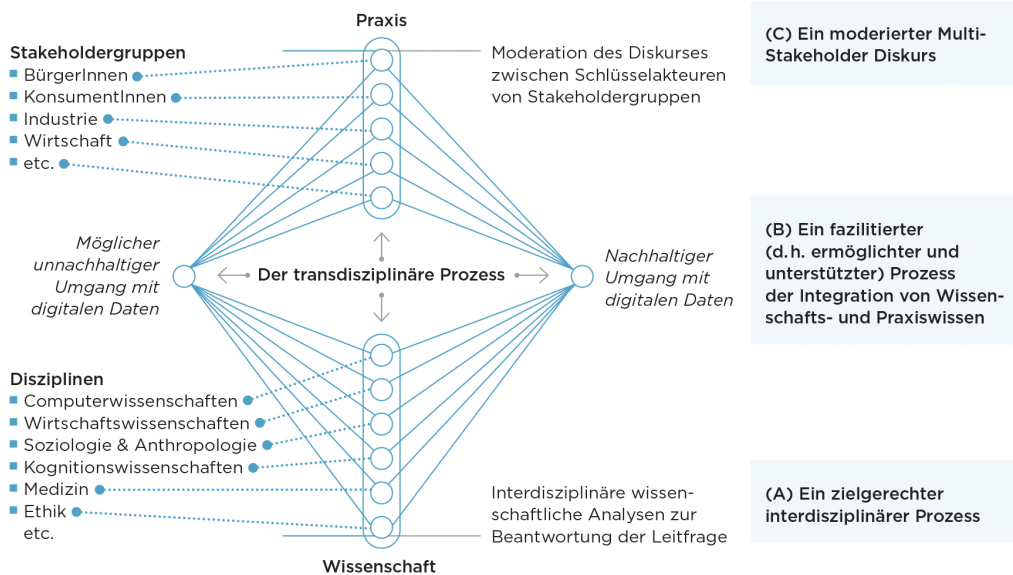 Praxis
Stakeholdergruppen
BürgerInnen
KonsumentInnen
Industrie
Wirtschaft
etc.
Moderation des Diskurses
zwischen Schlüsselakteuren
von Stakeholdergruppen
(C) Ein moderierter Multi-
Stakeholder Diskurs
Möglicher
unnachhaltiger
Umgang mit
digitalen Daten
Der transdisziplinäre Prozess
Nachhaltiger
Umgang mit
digitalen Daten
(B) Ein fazilitierter
(d. h. ermöglichter und
unterstützter) Prozess
der Integration von Wissen-
schafts- und Praxiswissen
Disziplinen
Computerwissenschaften
Wirtschaftswissenschaften
Soziologie & Anthropologie
Kognitionswissenschaften
Medizin
Ethik
etc.
Interdisziplinäre wissen-
schaftliche Analysen zur
Beantwortung der Leitfrage
(A) Ein zielgerechter
interdisziplinärer Prozess
Wissenschaft